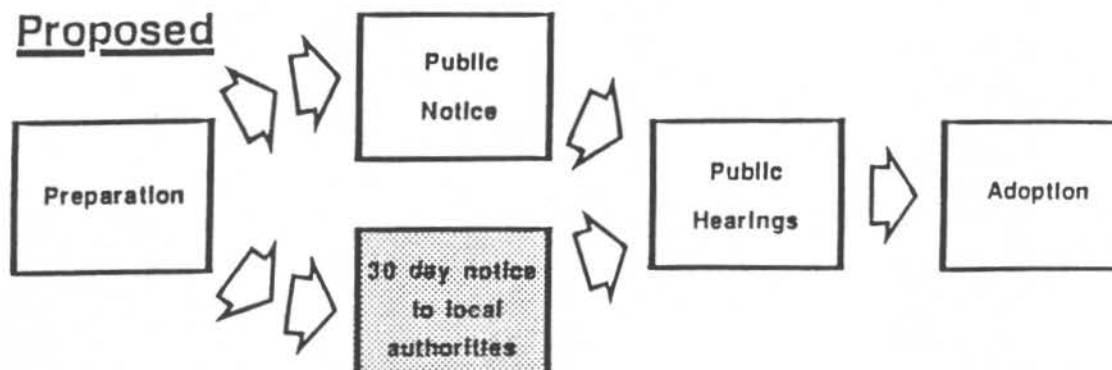 Proposed
Preparation
Public
Notice
30 day notice
to local
authorities
Public
Hearings
Adoption